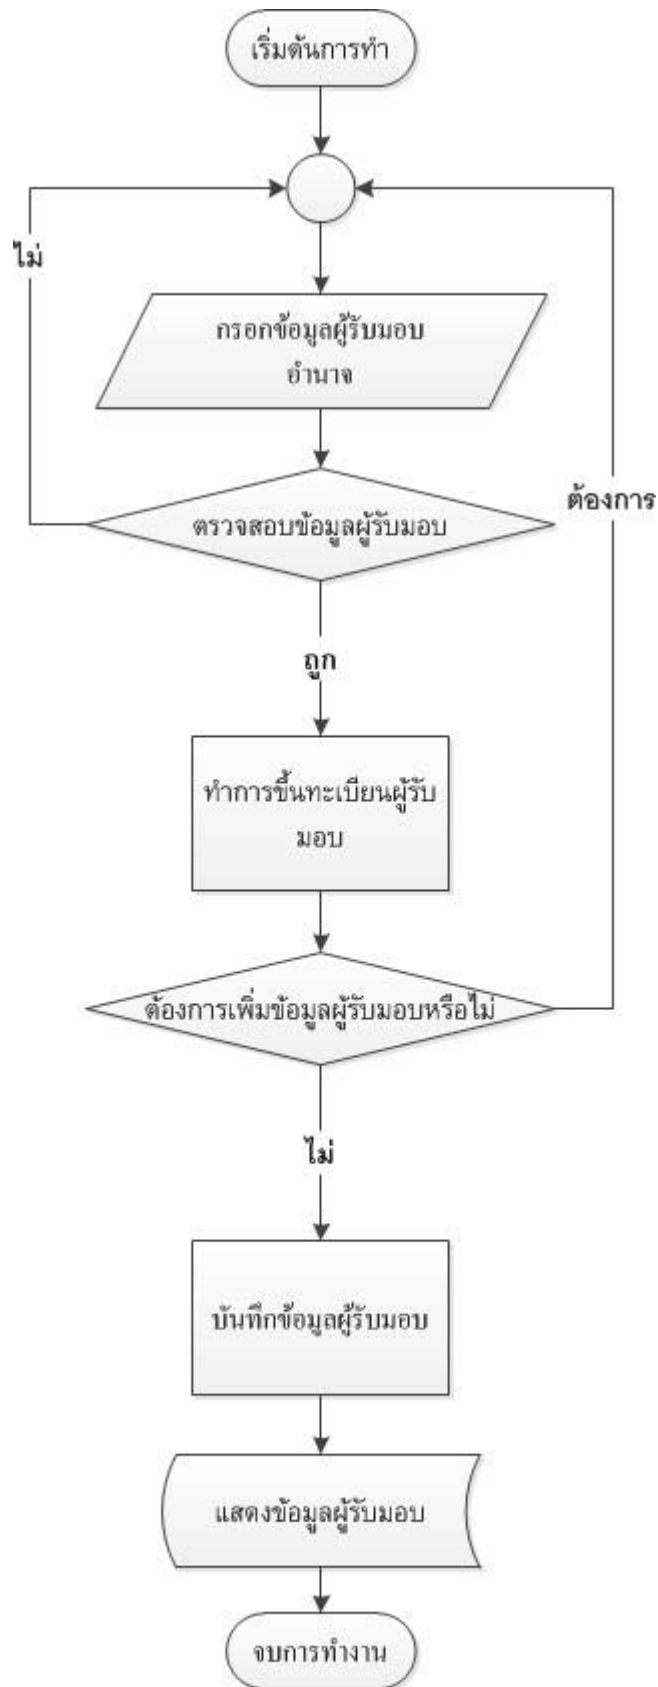 เริ่มต้นการทำ
ไม่
กรอกข้อมูลผู้รับมอบ
อำนาจ
ต้องการ
ตรวจสอบข้อมูลผู้รับมอบ
ถูก
ทำการขึ้นทะเบียนผู้รับ
มอบ
ต้องการเพิ่มข้อมูลผู้รับมอบหรือไม่
ไม่
บันทึกข้อมูลผู้รับมอบ
แสดงข้อมูลผู้รับมอบ
จบการทำงาน